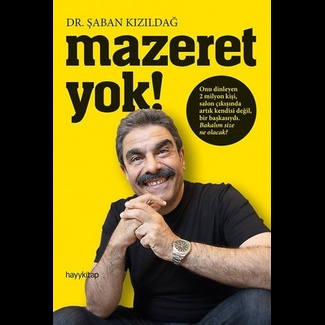 DR. ŞABAN KIZILDAĞ
mazeret
yok!
Onu dinleyen
2 milyon kişi,
salon çıkışında
artık kendisi değil,
bir başkasıydı.
Bakalım size
ne olacak?
hayykitap